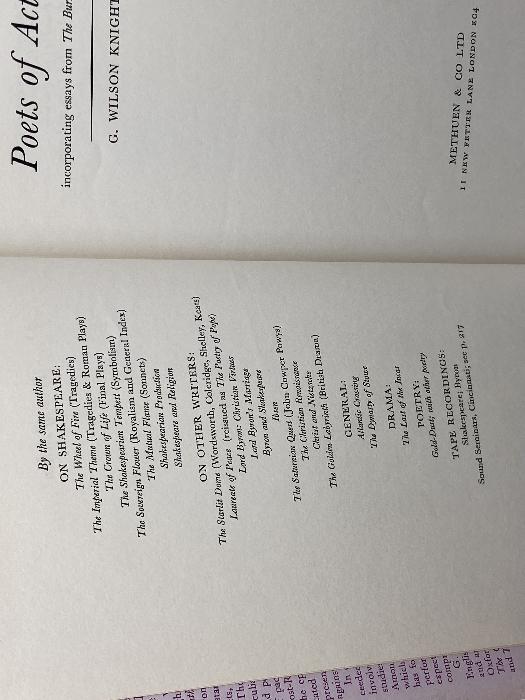 By the same author
ON SHAKESPEARE:
The Wheel of Fire (Tragedies)
The Imperial Theme (Tragedies & Roman Plays)
The Crown of Life (Final Plays)
The Shakespearian Tempest (Symbolism)
The Sovereign Flower (Royalism and General Index)
The Mutual Flame (Sonnets)
Shakespearian Production
Shakespeare and Religion
ON OTHER WRITERS:
The Starlit Dome (Wordsworth, Coleridge, Shelley, Keats)
Laureate of Peace (reissued as The Poetry of Pope)
Lord Byron: Christian Virtues
Lord Byron's Marriage
Byron and Shakespeare
Ibsen
The Saturnian Quest (John Cowper Powys)
The Christian Renaissance
Christ and Nietzsche
The Golden Labyrinth (British Drama)
GENERAL:
Atlantic Crossing
The Dynasty of Stowe
DRAMA:
The Last of the Incas
POETRY:
Gold-Dust; with other poetry
TAPE RECORDINGS:
Shakespeare; Byron
Sound Seminars, Cincinnati; see p. 217
Poets of Act
incorporating essays from The Bur
G. WILSON KNIGHT
METHUEN & CO LTD
11 NEW FETTER LANE LONDON EC4